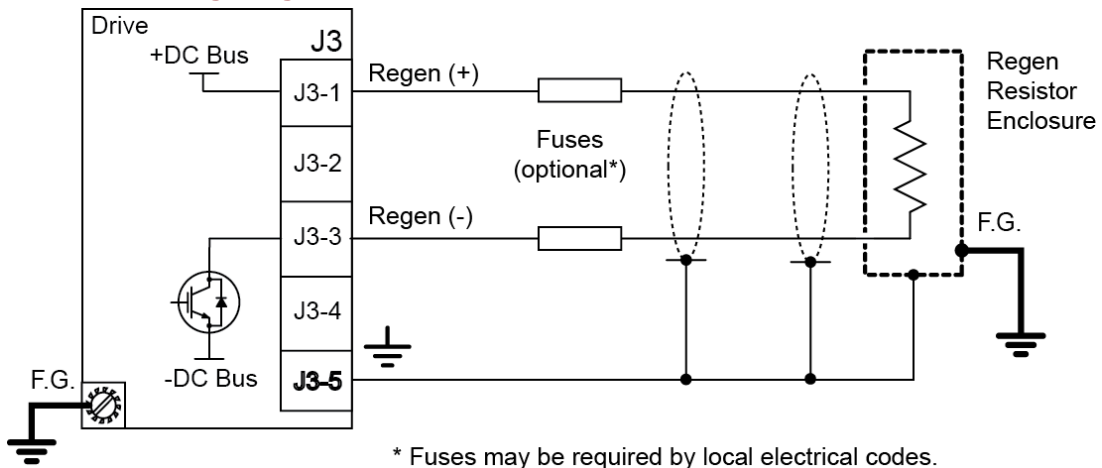 Drive
+DC Bus
J3
J3-1
Regen (+)
Regen
Resistor
Enclosure
Fuses
(optional*)
J3-2
Regen (-)
J3-3
F.G.
J3-4
-DC Bus
J3-5
F.G.
* Fuses may be required by local electrical codes.